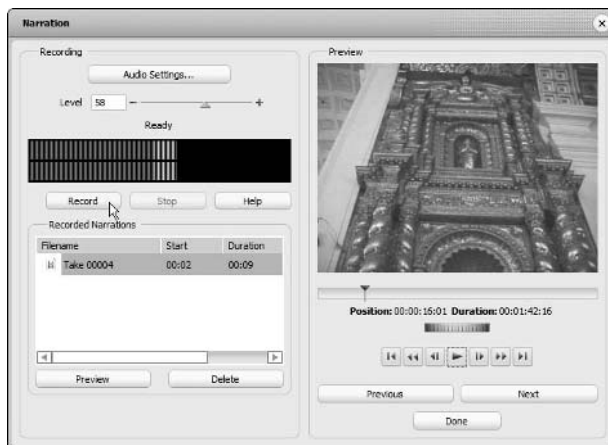 Narration
Recording
Audio Settings...
Level 58
Ready
Record Stop Help
Recorded Narrations
Filename Start Duration
Take 00004 00:02 00:09
Preview Delete
Preview
Position: 00:00:16:01 Duration: 00:01:42:16
Previous Next
Done